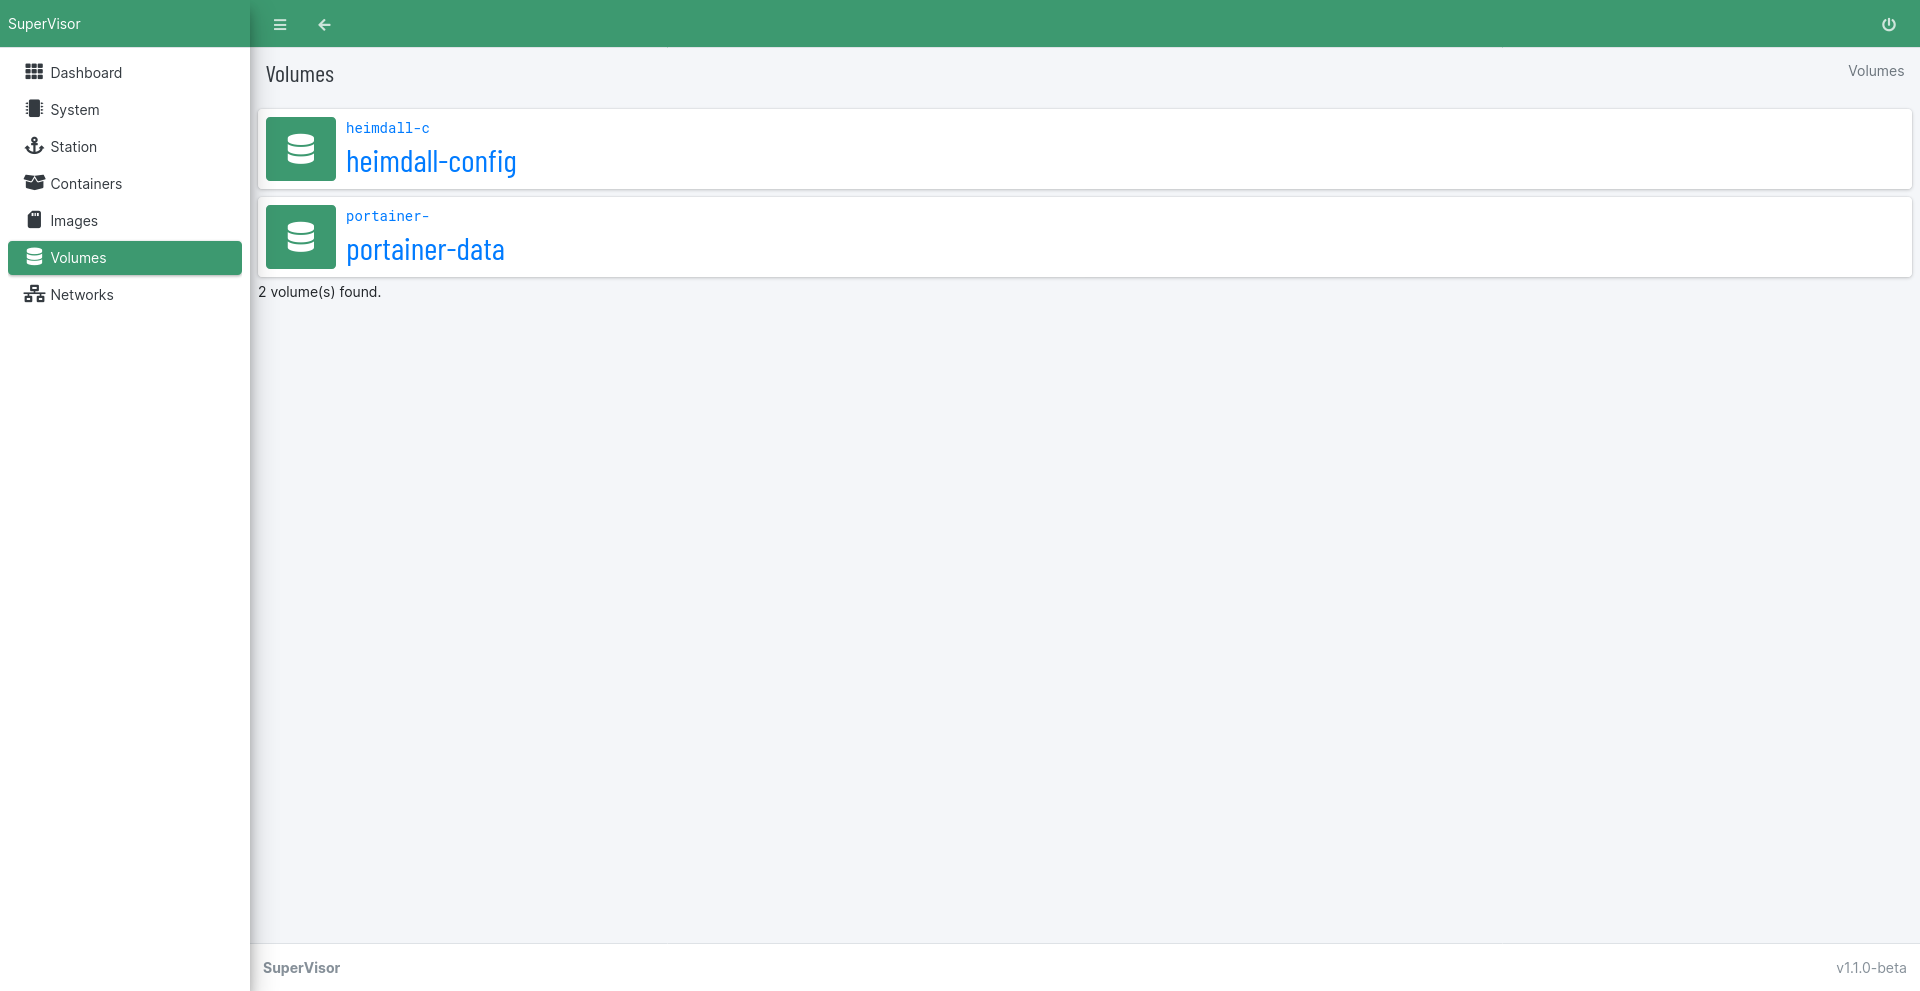 SuperVisor
Dashboard
System
Station
Containers
Images
Volumes
Networks
Volumes
Volumes
heimdall-c
heimdall-config
portainer-
portainer-data
2 volume(s) found.
SuperVisor
v1.1.0-beta